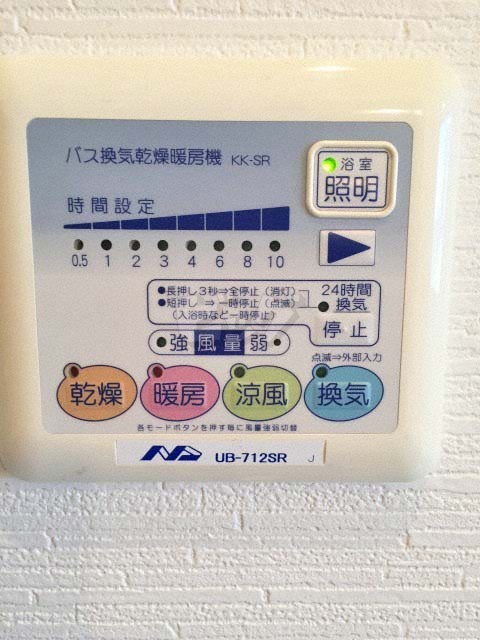 バス換気乾燥暖房機 KK-SR
浴室
照明
時間設定
0.5 1 2 3 4 6 8 10
●長押し3秒⇒全停止(消灯)
●短押し ⇒一時停止(点滅)
(入浴時など一時停止)
24時間
換気
停止
強 風量 弱
点滅⇒外部入力
乾燥 暖房 涼風 換気
各モードボタンを押す毎に風量強弱切替
UB-712SR J